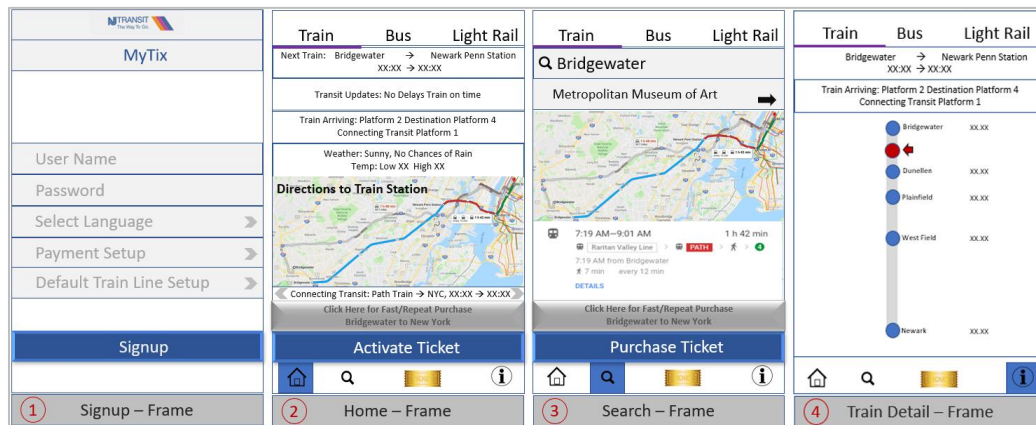 NJ TRANSIT
The Way To Go.
MyTix
User Name
Password
Select Language
Payment Setup
Default Train Line Setup
Signup
1 Signup – Frame
Train Bus Light Rail
Next Train: Bridgewater → Newark Penn Station
XX:XX → XX:XX
Transit Updates: No Delays Train on time
Train Arriving: Platform 2 Destination Platform 4
Connecting Transit Platform 1
Weather: Sunny, No Chances of Rain
Temp: Low XX High XX
Directions to Train Station
Connecting Transit: Path Train → NYC, XX:XX → XX:XX
Click Here for Fast/Repeat Purchase
Bridgewater to New York
Activate Ticket
2 Home – Frame
Train Bus Light Rail
Bridgewater
Metropolitan Museum of Art
7:19 AM–9:01 AM 1 h 42 min
Raritan Valley Line > PATH > > 4
7:19 AM from Bridgewater
7 min every 12 min
DETAILS
Click Here for Fast/Repeat Purchase
Bridgewater to New York
Purchase Ticket
3 Search – Frame
Train Bus Light Rail
Bridgewater → Newark Penn Station
XX:XX → XX:XX
Train Arriving: Platform 2 Destination Platform 4
Connecting Transit Platform 1
Bridgewater XX.XX
Dunellen XX.XX
Plainfield XX.XX
West Field XX.XX
Newark XX.XX
4 Train Detail – Frame